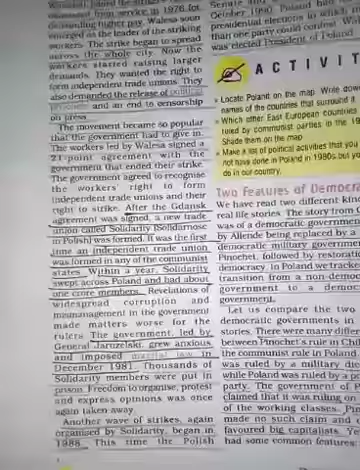 dismissed from service in 1976 for
demanding higher pay. Walesa soon
emerged as the leader of the striking
workers. The strike began to spread
across the whole city. Now the
workers started raising larger
demands. They wanted the right to
form independent trade unions. They
also demanded the release of political
prisoners and an end to censorship
on press.
The movement became so popular
that the government had to give in.
The workers led by Walesa signed a
21-point agreement with the
government that ended their strike.
The government agreed to recognise
the workers' right to form
independent trade unions and their
right to strike. After the Gdansk
agreement was signed, a new trade
union called Solidarity (Solidarnosc
in Polish) was formed. It was the first
time an independent trade union
was formed in any of the communist
states. Within a year, Solidarity
swept across Poland and had about
one crore members. Revelations of
widespread corruption and
mismanagement in the government
made matters worse for the
rulers. The government, led by
General Jaruzelski, grew anxious
and imposed martial law in
December 1981. Thousands of
Solidarity members were put in
prison. Freedom to organise, protest
and express opinions was once
again taken away.
Another wave of strikes, again
organised by Solidarity, began in
1988. This time the Polish
Senate and
October 1990, Poland had
presidential elections in which
than one party could contest. W
was elected President of Poland
ACTIVIT
Locate Poland on the map. Write down
names of the countries that surround it
Which other East European countries
ruled by communist parties in the 19
Shade them on the map.
Make a list of political activities that you
not have done in Poland in 1980s but yo
do in our country.
Two Features of Democra
We have read two different kind
real life stories. The story from C
was of a democratic government
by Allende being replaced by a
democratic military government
Pinochet, followed by restoratio
democracy. In Poland we tracked
transition from a non-democ
government to a democ
government.
Let us compare the two
democratic governments in
stories. There were many differ
between Pinochet's rule in Chil
the communist rule in Poland.
was ruled by a military dic
while Poland was ruled by a po
party. The government of P
claimed that it was ruling on
of the working classes. Pin
made no such claim and o
favoured big capitalists. Yet
had some common features: